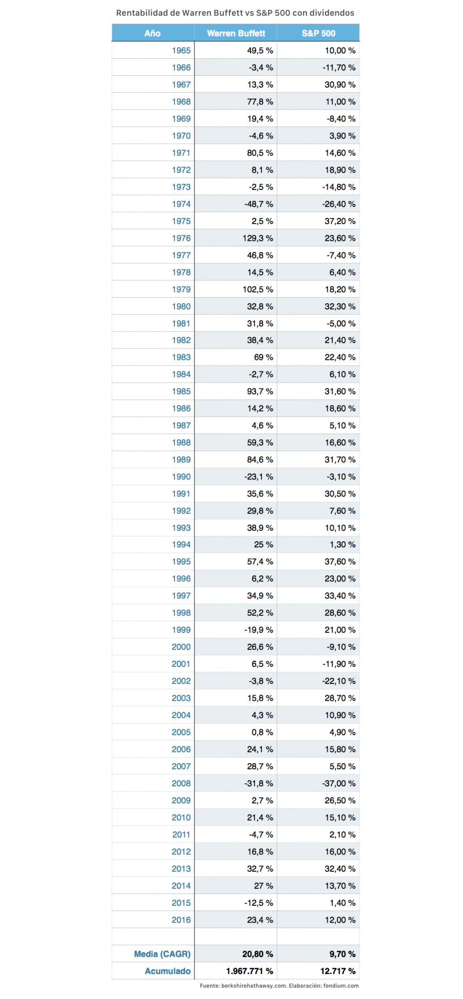 Rentabilidad de Warren Buffett vs S&P 500 con dividendos
Año Warren Buffett S&P 500
1965 49,5 % 10,00 %
1966 -3,4 % -11,70 %
1967 13,3 % 30,90 %
1968 77,8 % 11,00 %
1969 19,4 % -8,40 %
1970 -4,6 % 3,90 %
1971 80,5 % 14,60 %
1972 8,1 % 18,90 %
1973 -2,5 % -14,80 %
1974 -48,7 % -26,40 %
1975 2,5 % 37,20 %
1976 129,3 % 23,60 %
1977 46,8 % -7,40 %
1978 14,5 % 6,40 %
1979 102,5 % 18,20 %
1980 32,8 % 32,30 %
1981 31,8 % -5,00 %
1982 38,4 % 21,40 %
1983 69 % 22,40 %
1984 -2,7 % 6,10 %
1985 93,7 % 31,60 %
1986 14,2 % 18,60 %
1987 4,6 % 5,10 %
1988 59,3 % 16,60 %
1989 84,6 % 31,70 %
1990 -23,1 % -3,10 %
1991 35,6 % 30,50 %
1992 29,8 % 7,60 %
1993 38,9 % 10,10 %
1994 25 % 1,30 %
1995 57,4 % 37,60 %
1996 6,2 % 23,00 %
1997 34,9 % 33,40 %
1998 52,2 % 28,60 %
1999 -19,9 % 21,00 %
2000 26,6 % -9,10 %
2001 6,5 % -11,90 %
2002 -3,8 % -22,10 %
2003 15,8 % 28,70 %
2004 4,3 % 10,90 %
2005 0,8 % 4,90 %
2006 24,1 % 15,80 %
2007 28,7 % 5,50 %
2008 -31,8 % -37,00 %
2009 2,7 % 26,50 %
2010 21,4 % 15,10 %
2011 -4,7 % 2,10 %
2012 16,8 % 16,00 %
2013 32,7 % 32,40 %
2014 27 % 13,70 %
2015 -12,5 % 1,40 %
2016 23,4 % 12,00 %
Media (CAGR) 20,80 % 9,70 %
Acumulado 1.967.771 % 12.717 %
Fuente: berkshirehathaway.com. Elaboración: fondium.com